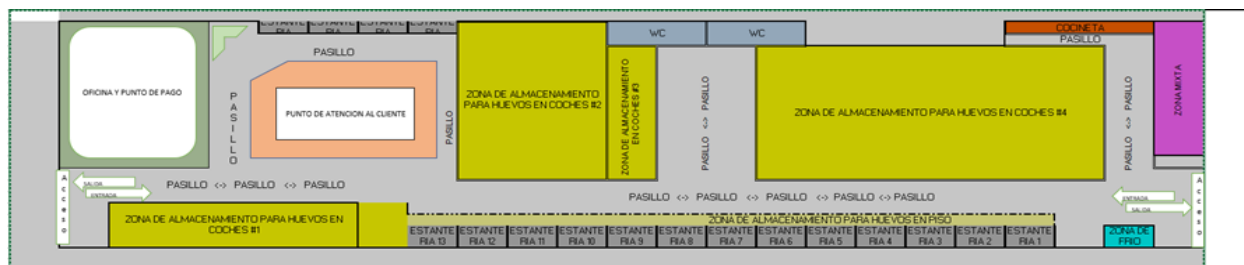 ESTANTE ESTANTE ESTANTE ESTANTE
RIA RIA RIA RIA
WC
WC
COCINETA
PASILLO
PASILLO
OFICINA Y PUNTO DE PAGO
PASILLO
PUNTO DE ATENCION AL CLIENTE
PASILLO
ZONA DE ALMACENAMIENTO
PARA HUEVOS EN COCHES #2
ZONA DE ALMACENAMIENTO
EN COCHES #3
PASILLO <-> PASILLO
ZONA DE ALMACENAMIENTO PARA HUEVOS EN COCHES #4
PASILLO <-> PASILLO
ZONA MIXTA
Acceso
SALIDA
ENTRADA
PASILLO <-> PASILLO <-> PASILLO
PASILLO <-> PASILLO <-> PASILLO <-> PASILLO <-> PASILLO
ENTRADA
SALIDA
Acceso
ZONA DE ALMACENAMIENTO PARA HUEVOS EN
COCHES #1
ZONA DE ALMACENAMIENTO PARA HUEVOS EN PISO
ESTANTE ESTANTE ESTANTE ESTANTE ESTANTE ESTANTE ESTANTE ESTANTE ESTANTE ESTANTE ESTANTE ESTANTE ESTANTE
RIA 13 RIA 12 RIA 11 RIA 10 RIA 9 RIA 8 RIA 7 RIA 6 RIA 5 RIA 4 RIA 3 RIA 2 RIA 1
ZONA DE
FRIO